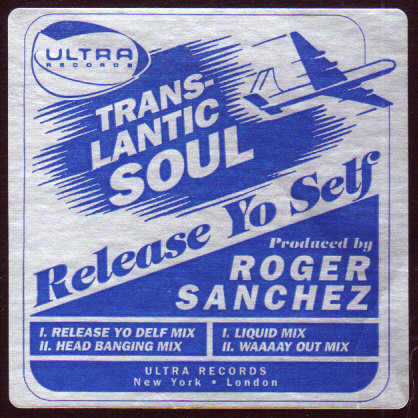 ULTRA
RECORDS
TRANS-
LANTIC
SOUL
Release Yo Self
Produced by
ROGER
SANCHEZ
I. RELEASE YO DELF MIX
II. HEAD BANGING MIX
I. LIQUID MIX
II. WAAAAY OUT MIX
ULTRA RECORDS
New York • London